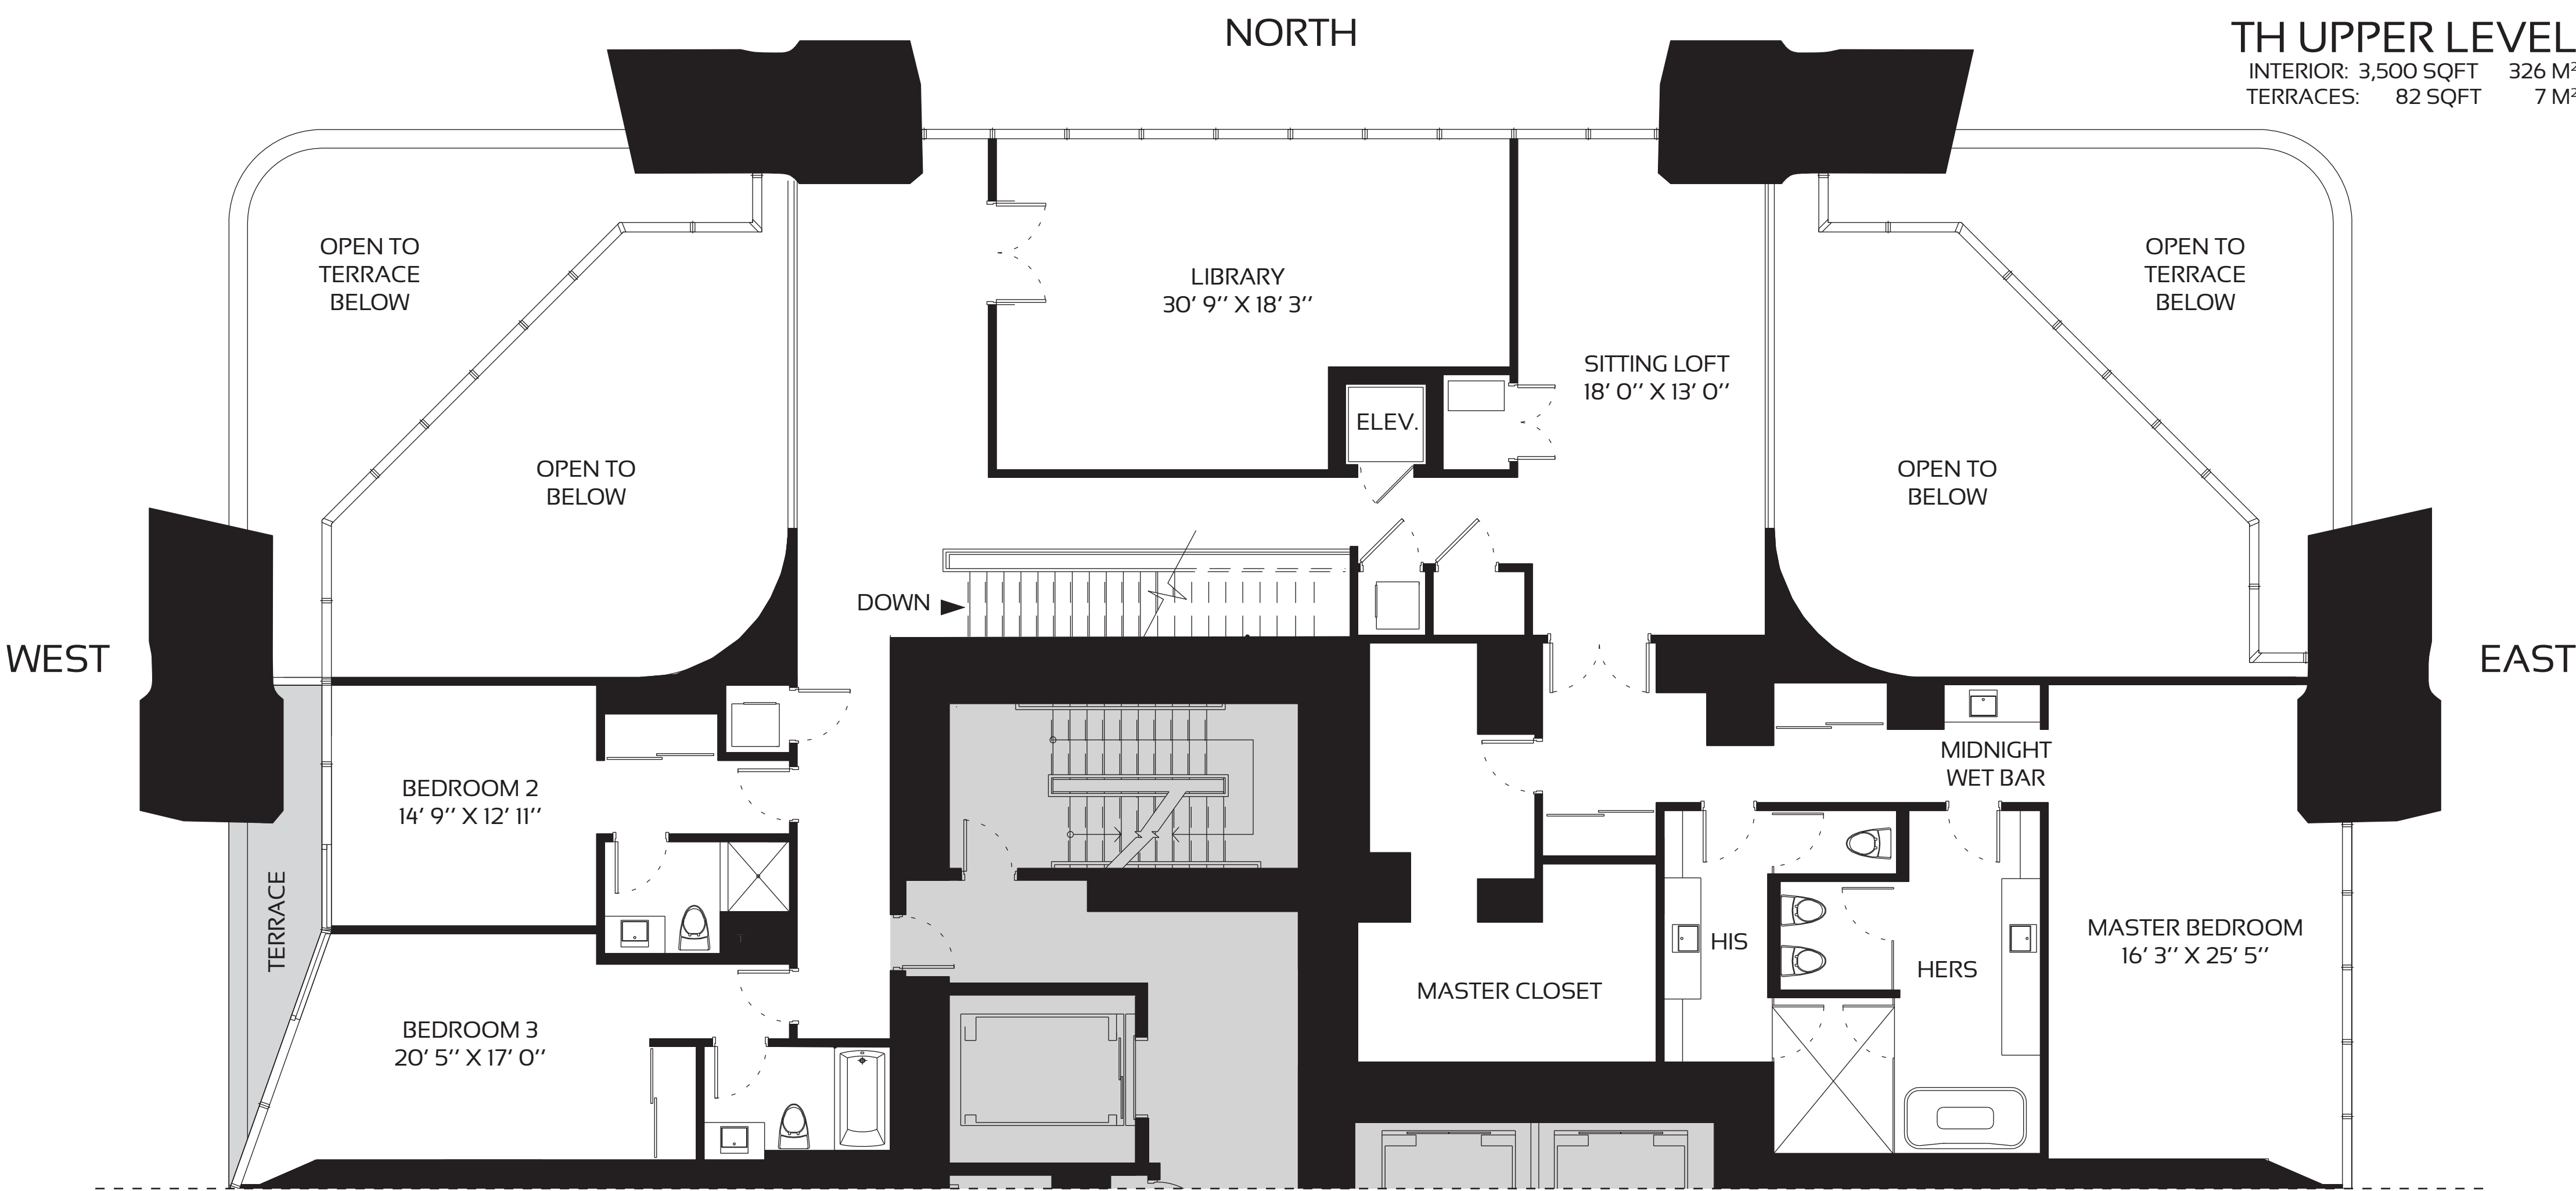 NORTH
TH UPPER LEVEL
INTERIOR: 3,500 SQFT 326 M²
TERRACES: 82 SQFT 7 M²
OPEN TO
TERRACE
BELOW
LIBRARY
30' 9'' X 18' 3''
OPEN TO
TERRACE
BELOW
SITTING LOFT
18' 0'' X 13' 0''
ELEV.
OPEN TO
BELOW
OPEN TO
BELOW
DOWN
WEST
EAST
MIDNIGHT
WET BAR
BEDROOM 2
14' 9'' X 12' 11''
TERRACE
MASTER BEDROOM
16' 3'' X 25' 5''
HIS
HERS
MASTER CLOSET
BEDROOM 3
20' 5'' X 17' 0''